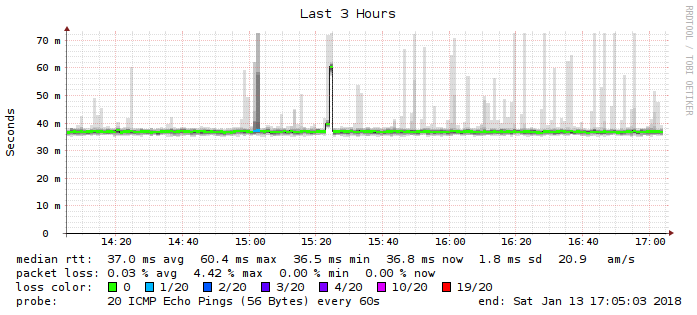 Last 3 Hours
RRDTOOL / TOBI OETIKER
Seconds
70 m
60 m
50 m
40 m
30 m
20 m
10 m
0
14:20 14:40 15:00 15:20 15:40 16:00 16:20 16:40 17:00
median rtt: 37.0 ms avg 60.4 ms max 36.5 ms min 36.8 ms now 1.8 ms sd 20.9 am/s
packet loss: 0.03 % avg 4.42 % max 0.00 % min 0.00 % now
loss color: 0 1/20 2/20 3/20 4/20 10/20 19/20
probe: 20 ICMP Echo Pings (56 Bytes) every 60s end: Sat Jan 13 17:05:03 2018